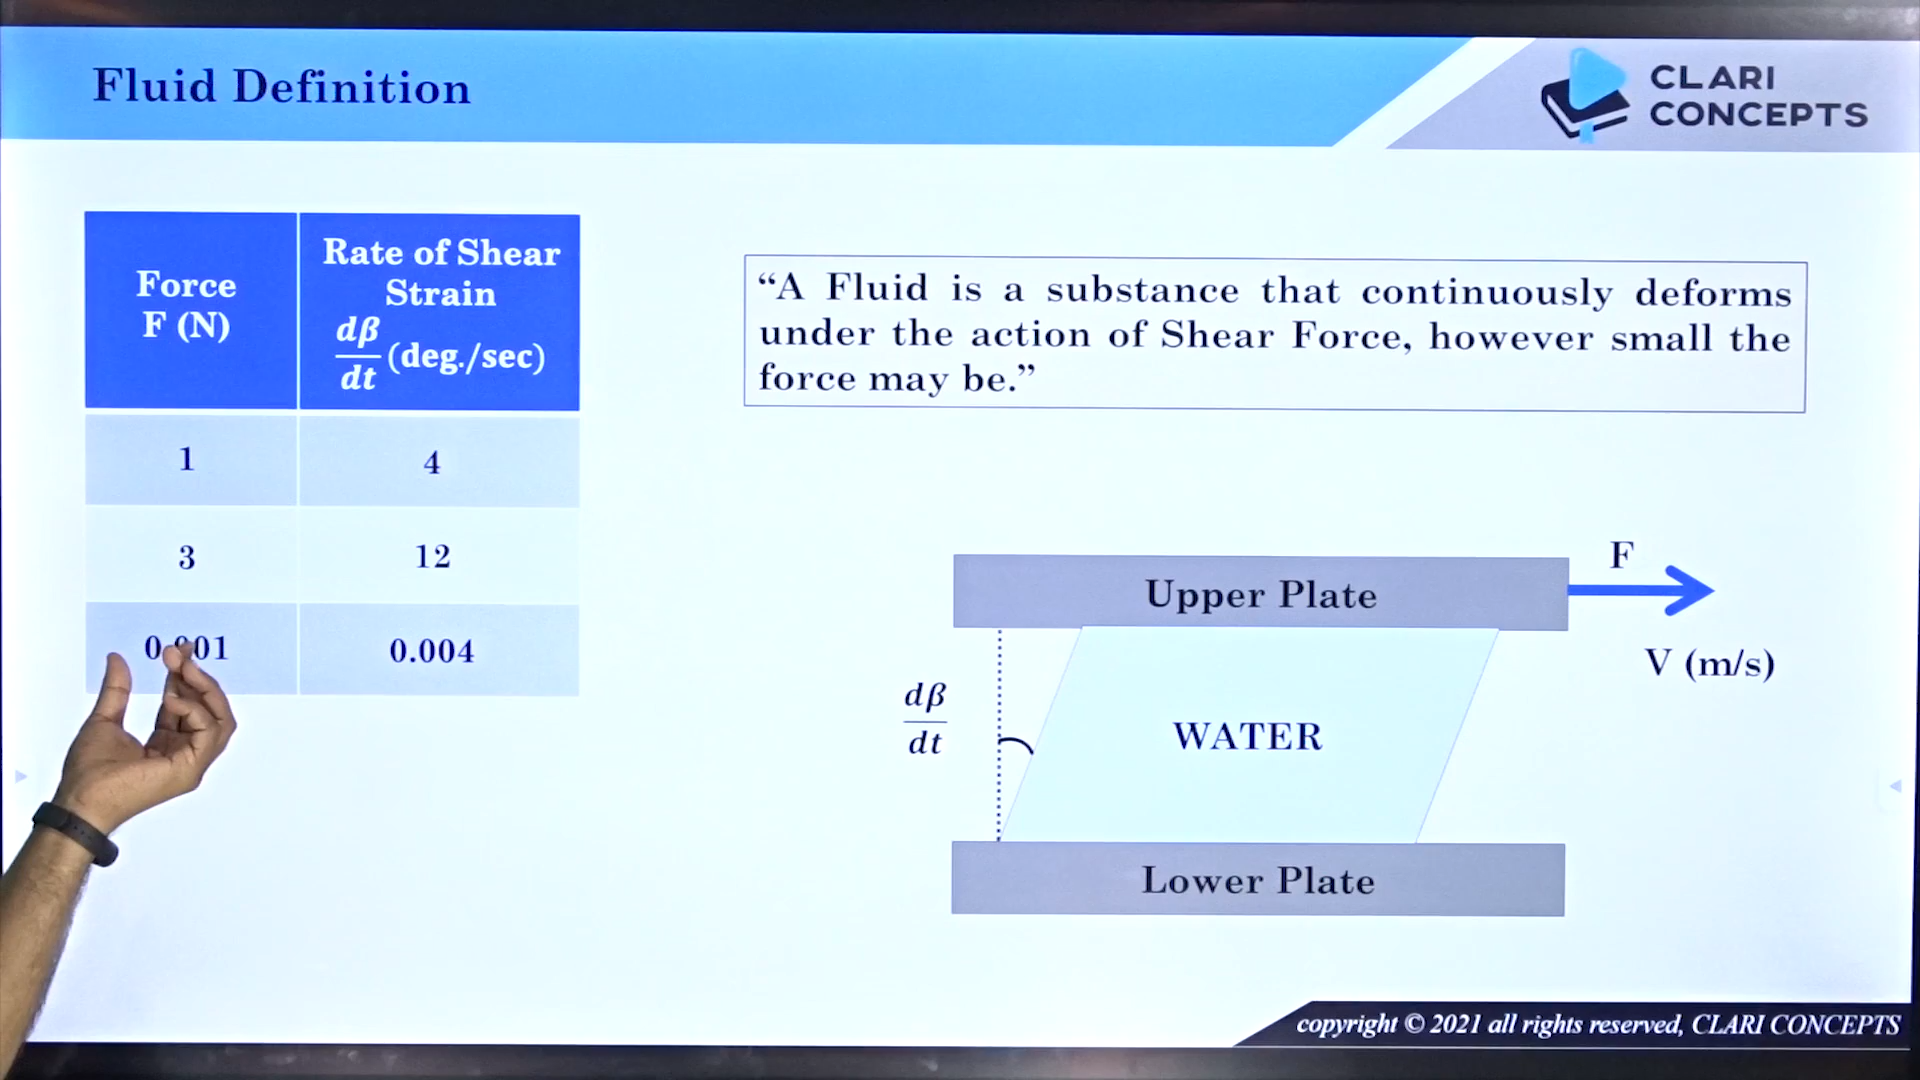 Fluid Definition
CLARI
CONCEPTS
Force
F (N)
Rate of Shear
Strain
dβ/dt (deg./sec)
1
4
3
12
0.001
0.004
“A Fluid is a substance that continuously deforms
under the action of Shear Force, however small the
force may be.”
F
Upper Plate
V (m/s)
dβ/dt
WATER
Lower Plate
copyright © 2021 all rights reserved, CLARI CONCEPTS